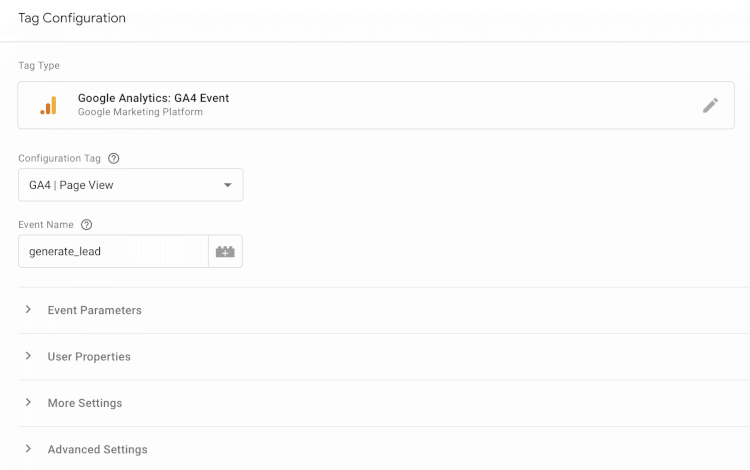 Tag Configuration
Tag Type
Google Analytics: GA4 Event
Google Marketing Platform
Configuration Tag
GA4 | Page View
Event Name
generate_lead
Event Parameters
User Properties
More Settings
Advanced Settings